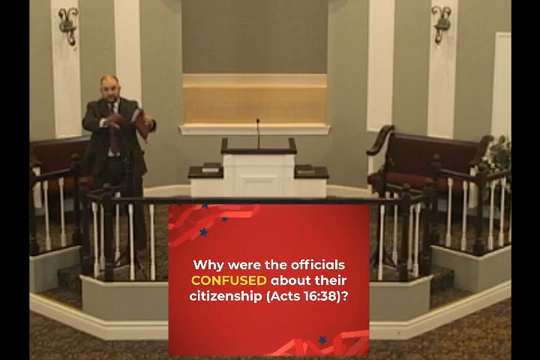 Why were the officials
CONFUSED about their
citizenship (Acts 16:38)?